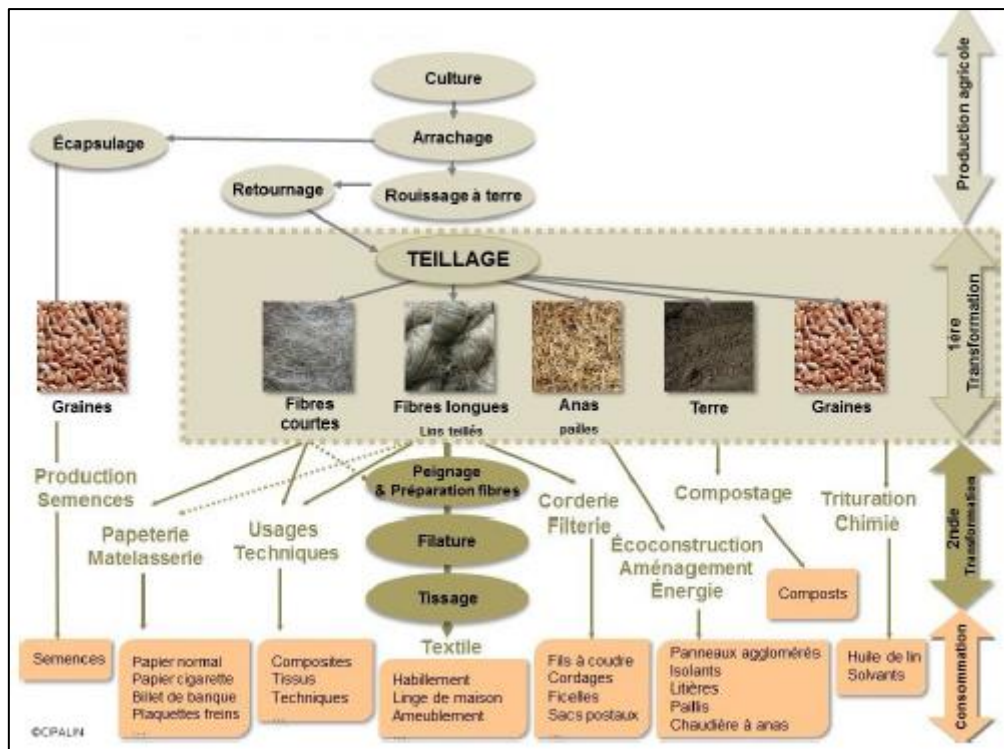 Culture
Production agricole
Arrachage
Écapsulage
Retournage
Rouissage à terre
TEILLAGE
1ère
Transformation
Graines
Fibres
courtes
Fibres longues
Lins teillés
Anas
pailles
Terre
Graines
Production
Semences
Papeterie
Matelasserie
Usages
Techniques
Peignage
& Préparation fibres
Filature
Tissage
Textile
Corderie
Filterie
Écoconstruction
Aménagement
Énergie
Compostage
Trituration
Chimié
2nde
Transformation
Composts
Semences
Papier normal
Papier cigarette
Billet de banque
Plaquettes freins
...
Composites
Tissus
Techniques
...
Habillement
Linge de maison
Ameublement
...
Fils à coudre
Cordages
Ficelles
Sacs postaux
...
Panneaux agglomérés
Isolants
Litières
Paillis
Chaudière à anas
Huile de lin
Solvants
Consommation
©CPALIN